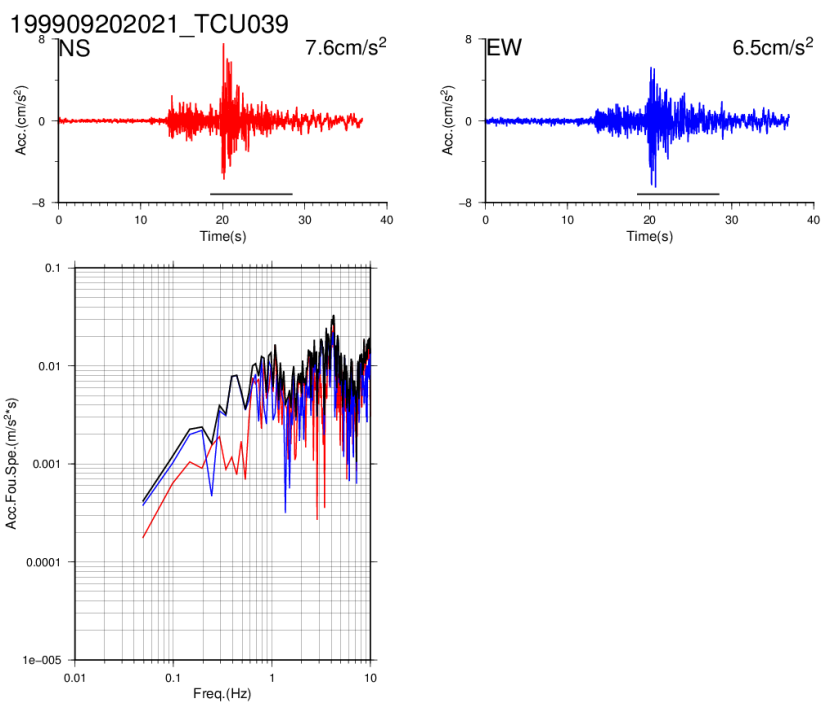 199909202021_TCU039
NS 7.6cm/s²
8
0
−8
Acc.(cm/s²)
0 10 20 30 40
Time(s)
EW 6.5cm/s²
8
0
−8
Acc.(cm/s²)
0 10 20 30 40
Time(s)
0.1
0.01
0.001
0.0001
1e−005
Acc.Fou.Spe.(m/s²*s)
0.01 0.1 1 10
Freq.(Hz)